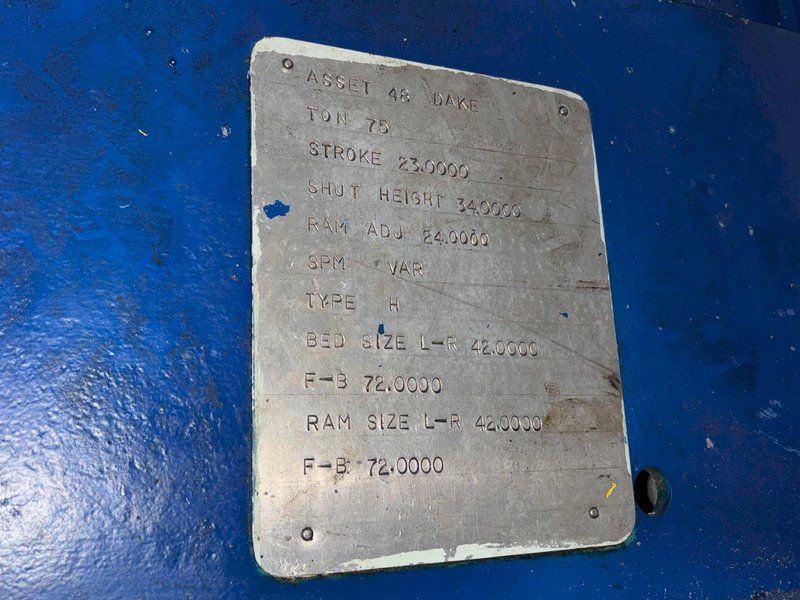 ASSET 48 DAKE
TON 75
STROKE 23.0000
SHUT HEIGHT 34.0000
RAM ADJ 24.0000
SPM VAR
TYPE H
BED SIZE L-R 42.0000
F-B 72.0000
RAM SIZE L-R 42.0000
F-B 72.0000